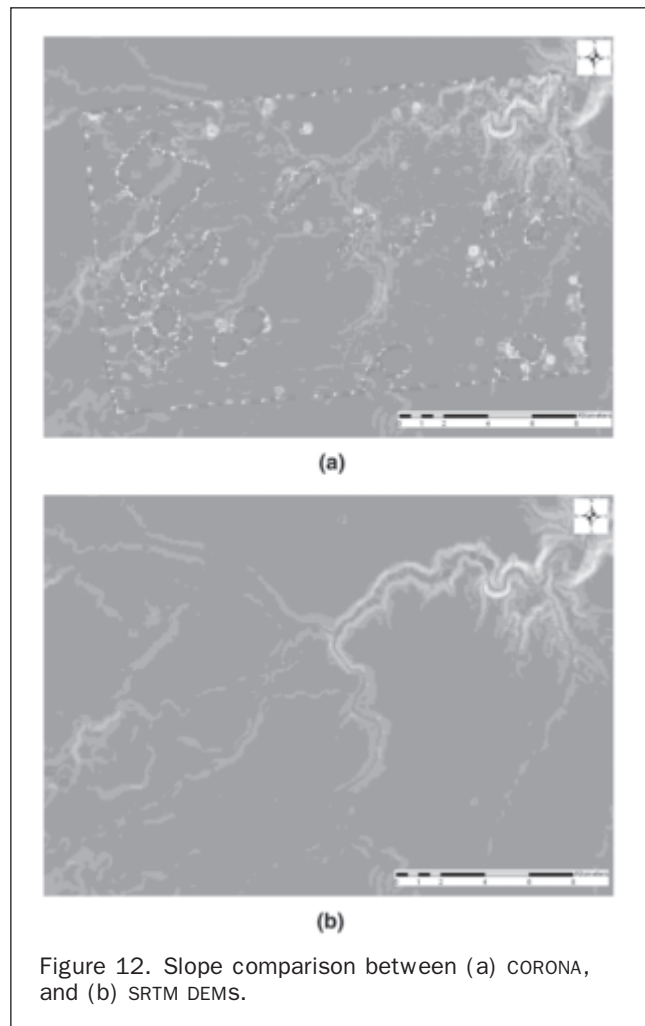 (a)
(b)
Figure 12. Slope comparison between (a) CORONA,
and (b) SRTM DEMs.